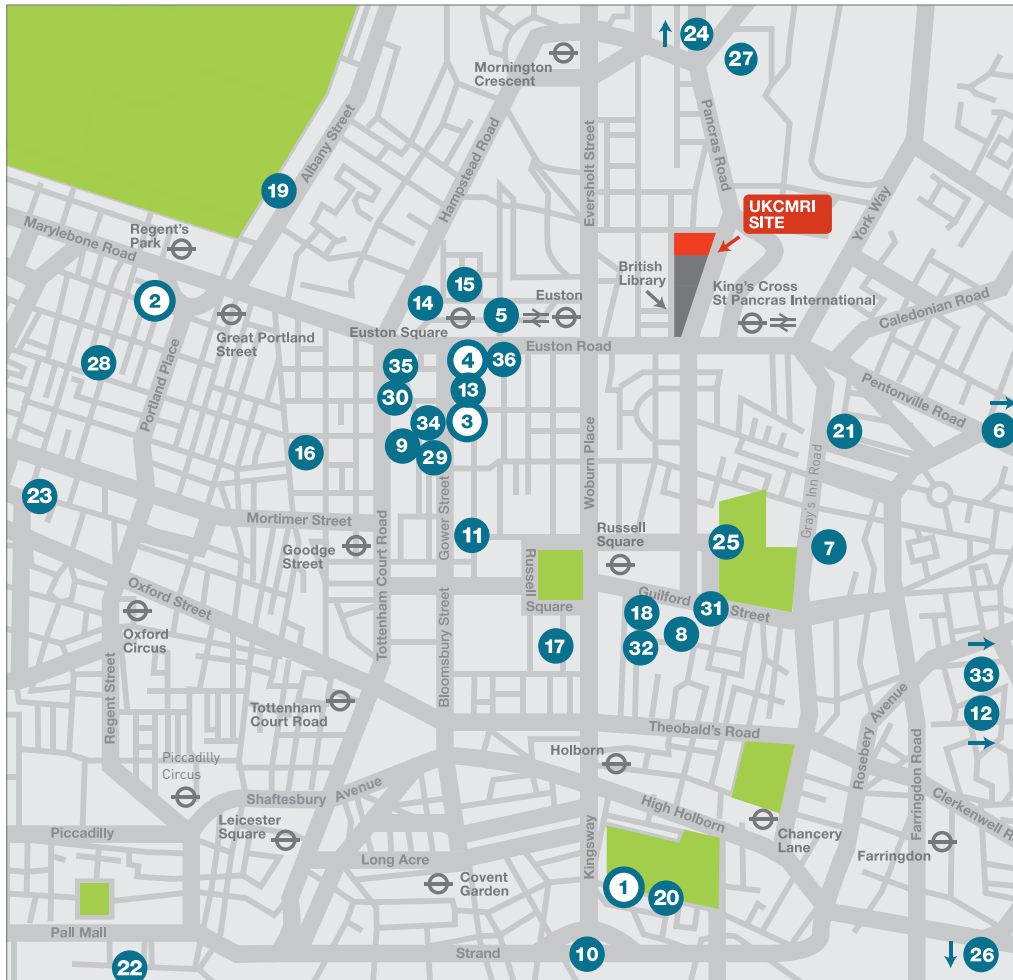 24
27
Mornington
Crescent
Albany Street
Hampstead Road
Eversholt Street
Pancras Road
York Way
19
UKCMRI
SITE
Marylebone Road
Regent's
Park
British
Library
King's Cross
St Pancras International
Caledonian Road
2
15
14
5
Euston
Great Portland
Street
Euston Square
Euston Road
28
Portland Place
35
4
36
13
30
3
34
9
29
16
Pentonville Road
6
21
Gray's Inn Road
Woburn Place
23
Mortimer Street
Goodge
Street
Tottenham Court Road
Gower Street
11
Russell
Square
Russell
Square
25
7
Oxford Street
Oxford
Circus
Regent Street
Bloomsbury Street
17
Guilford
Street
18
31
8
32
33
12
Tottenham
Court Road
Theobald's Road
Rosebery Avenue
Farringdon Road
Clerkenwell R
Holborn
High Holborn
Piccadilly
Circus
Shaftesbury Avenue
Leicester
Square
Piccadilly
Long Acre
Covent
Garden
Kingsway
Chancery
Lane
Farringdon
1
20
Pall Mall
22
Strand
10
26